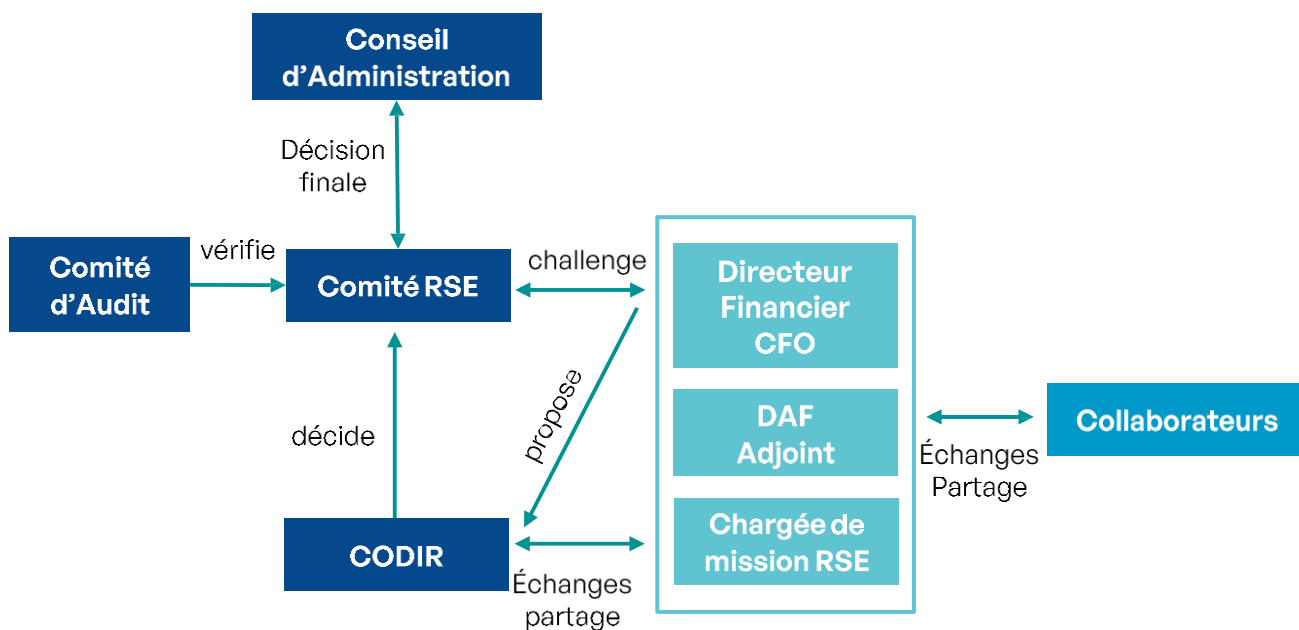 Conseil
d'Administration
Décision
finale
Comité
d'Audit
vérifie
Comité RSE
challenge
Directeur
Financier
CFO
propose
décide
DAF
Adjoint
Collaborateurs
Échanges
Partage
CODIR
Échanges
partage
Chargée de
mission RSE